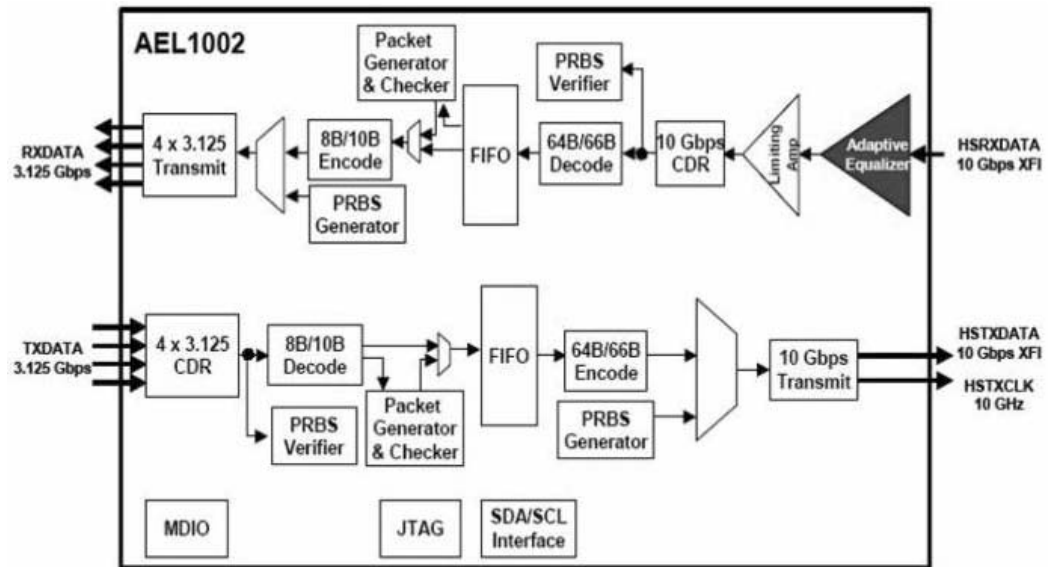 AEL1002
Packet
Generator
& Checker
PRBS
Verifier
4 x 3.125
Transmit
8B/10B
Encode
FIFO
64B/66B
Decode
10 Gbps
CDR
Limiting
Amp
Adaptive
Equalizer
RXDATA
3.125 Gbps
HSRXDATA
10 Gbps XFI
PRBS
Generator
TXDATA
3.125 Gbps
4 x 3.125
CDR
8B/10B
Decode
FIFO
64B/66B
Encode
10 Gbps
Transmit
HSTXDATA
10 Gbps XFI
HSTXCLK
10 GHz
PRBS
Verifier
Packet
Generator
& Checker
PRBS
Generator
MDIO
JTAG
SDA/SCL
Interface